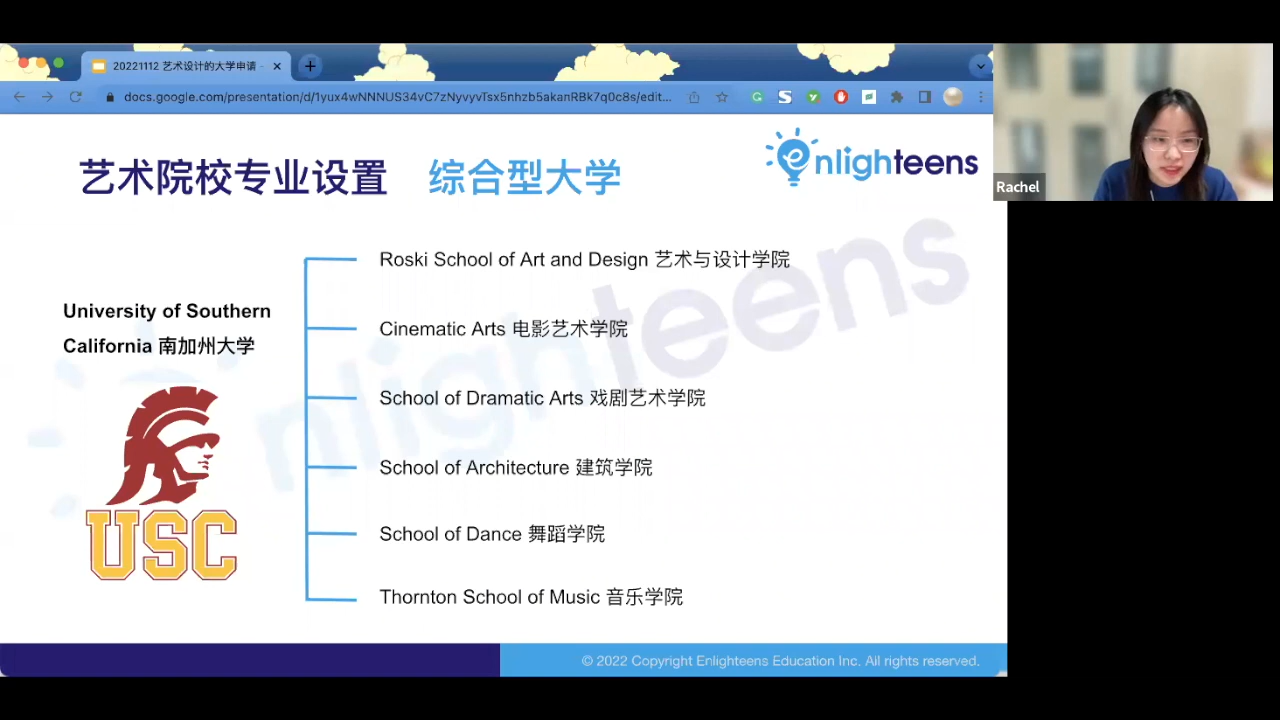 20221112 艺术设计的大学申请 -
docs.google.com/presentation/d/1yux4wNNNUS34vC7zNyvyvTsx5nhzb5akanRBk7q0c8s/edit...
艺术院校专业设置 综合型大学
enlighteens
Rachel
Roski School of Art and Design 艺术与设计学院
University of Southern
California 南加州大学
Cinematic Arts 电影艺术学院
School of Dramatic Arts 戏剧艺术学院
School of Architecture 建筑学院
School of Dance 舞蹈学院
Thornton School of Music 音乐学院
USC
enlighteens
© 2022 Copyright Enlighteens Education Inc. All rights reserved.